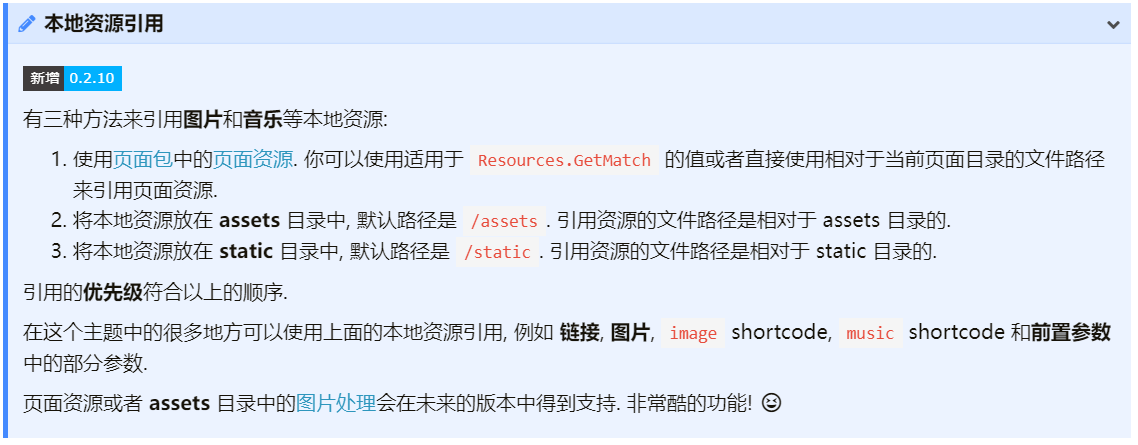 本地资源引用
新增 0.2.10
有三种方法来引用图片和音乐等本地资源:
1. 使用页面包中的页面资源. 你可以使用适用于 Resources.GetMatch 的值或者直接使用相对于当前页面目录的文件路径
来引用页面资源.
2. 将本地资源放在 assets 目录中, 默认路径是 /assets. 引用资源的文件路径是相对于 assets 目录的.
3. 将本地资源放在 static 目录中, 默认路径是 /static. 引用资源的文件路径是相对于 static 目录的.
引用的优先级符合以上的顺序.
在这个主题中的很多地方可以使用上面的本地资源引用, 例如 链接, 图片, image shortcode, music shortcode 和前置参数
中的部分参数.
页面资源或者 assets 目录中的图片处理会在未来的版本中得到支持. 非常酷的功能! 😆